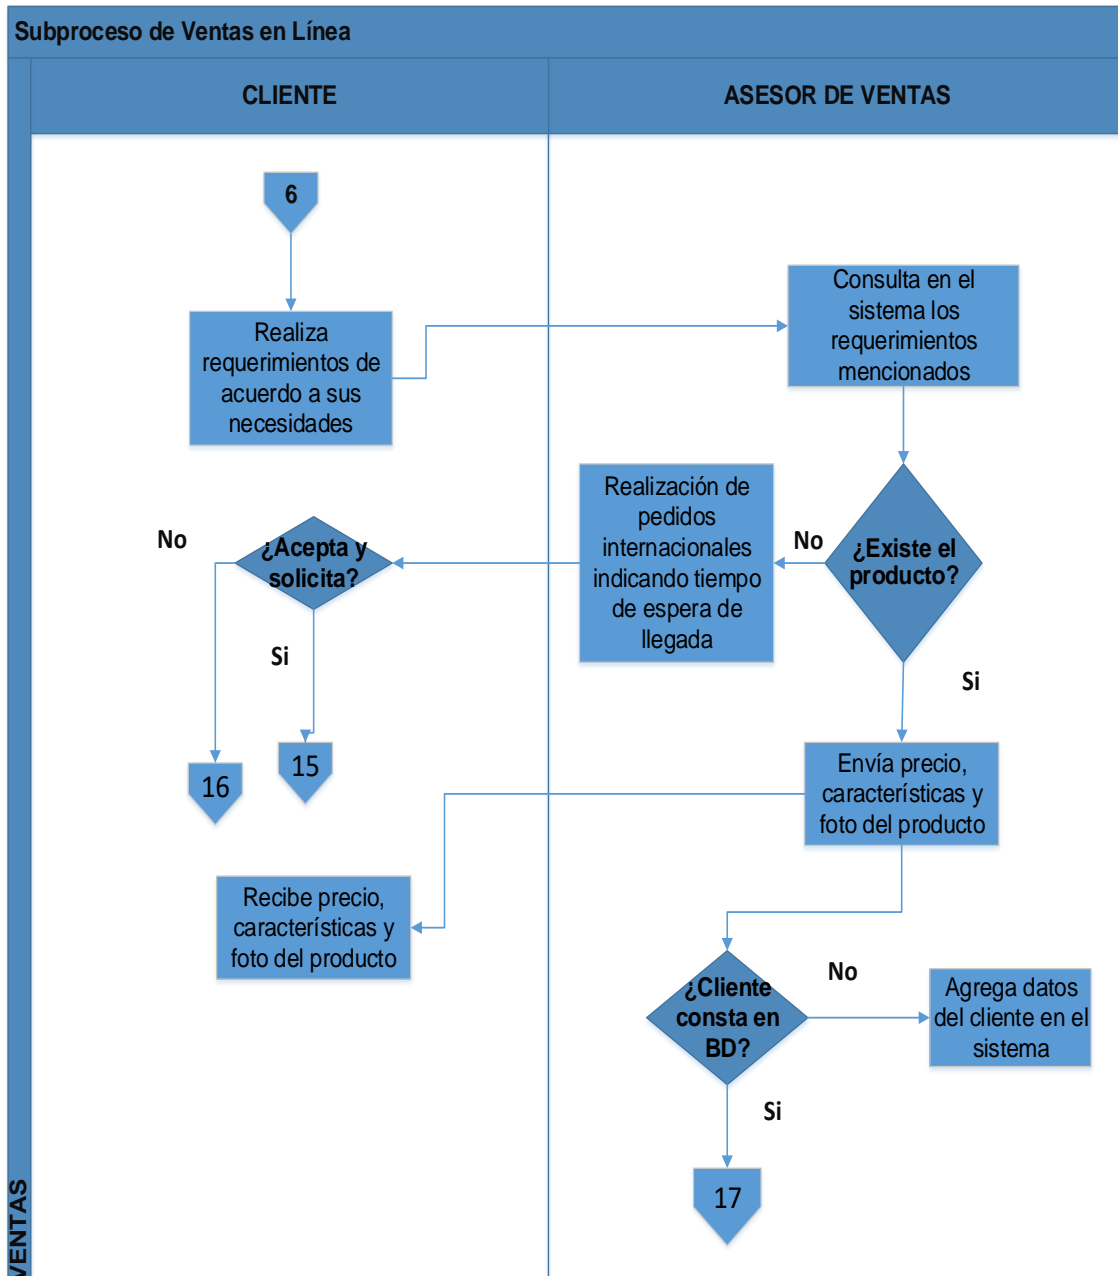 Subproceso de Ventas en Línea
CLIENTE
ASESOR DE VENTAS
6
Realiza
requerimientos de
acuerdo a sus
necesidades
Consulta en el
sistema los
requerimientos
mencionados
¿Existe el
producto?
No
Realización de
pedidos
internacionales
indicando tiempo
de espera de
llegada
¿Acepta y
solicita?
No
Si
16
15
Si
Envía precio,
características y
foto del producto
Recibe precio,
características y
foto del producto
¿Cliente
consta en
BD?
No
Agrega datos
del cliente en el
sistema
Si
17
VENTAS